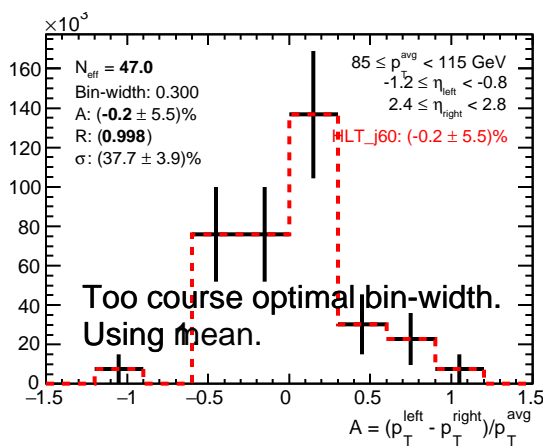 ×10³
160
140
120
100
80
60
40
20
0
N_eff = 47.0
Bin-width: 0.300
A: (-0.2 ± 5.5)%
R: (0.998)
σ: (37.7 ± 3.9)%
85 ≤ p_T^avg < 115 GeV
-1.2 ≤ η_left < -0.8
2.4 ≤ η_right < 2.8
HLT_j60: (-0.2 ± 5.5)%
Too course optimal bin-width.
Using mean.
−1.5 −1 −0.5 0 0.5 1 1.5
A = (p_T^left - p_T^right)/p_T^avg